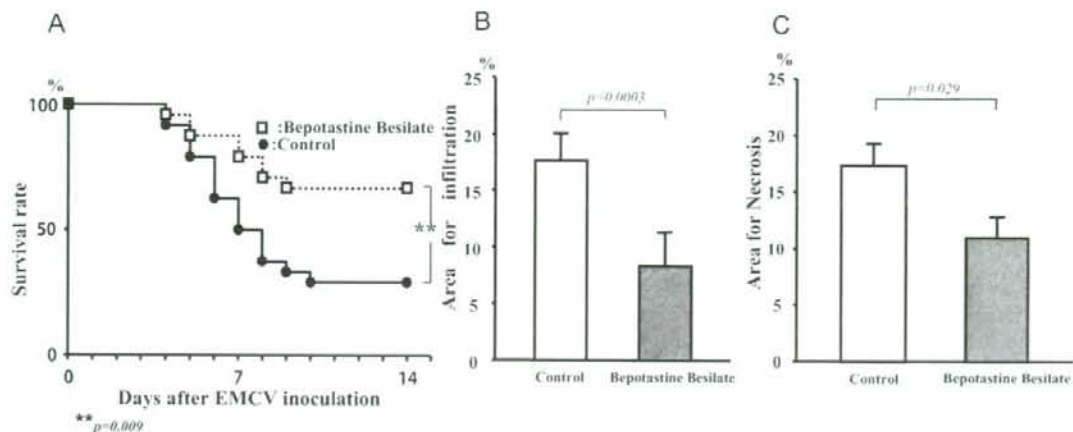 A
%
100
50
0
Survival rate
:Bepotastine Besilate
:Control
**
0 7 14
Days after EMCV inoculation
**p=0.009
B
%
25
20
15
10
5
0
Area for infiltration
p=0.0003
Control Bepotastine Besilate
C
%
25
20
15
10
5
0
Area for Necrosis
p=0.029
Control Bepotastine Besilate